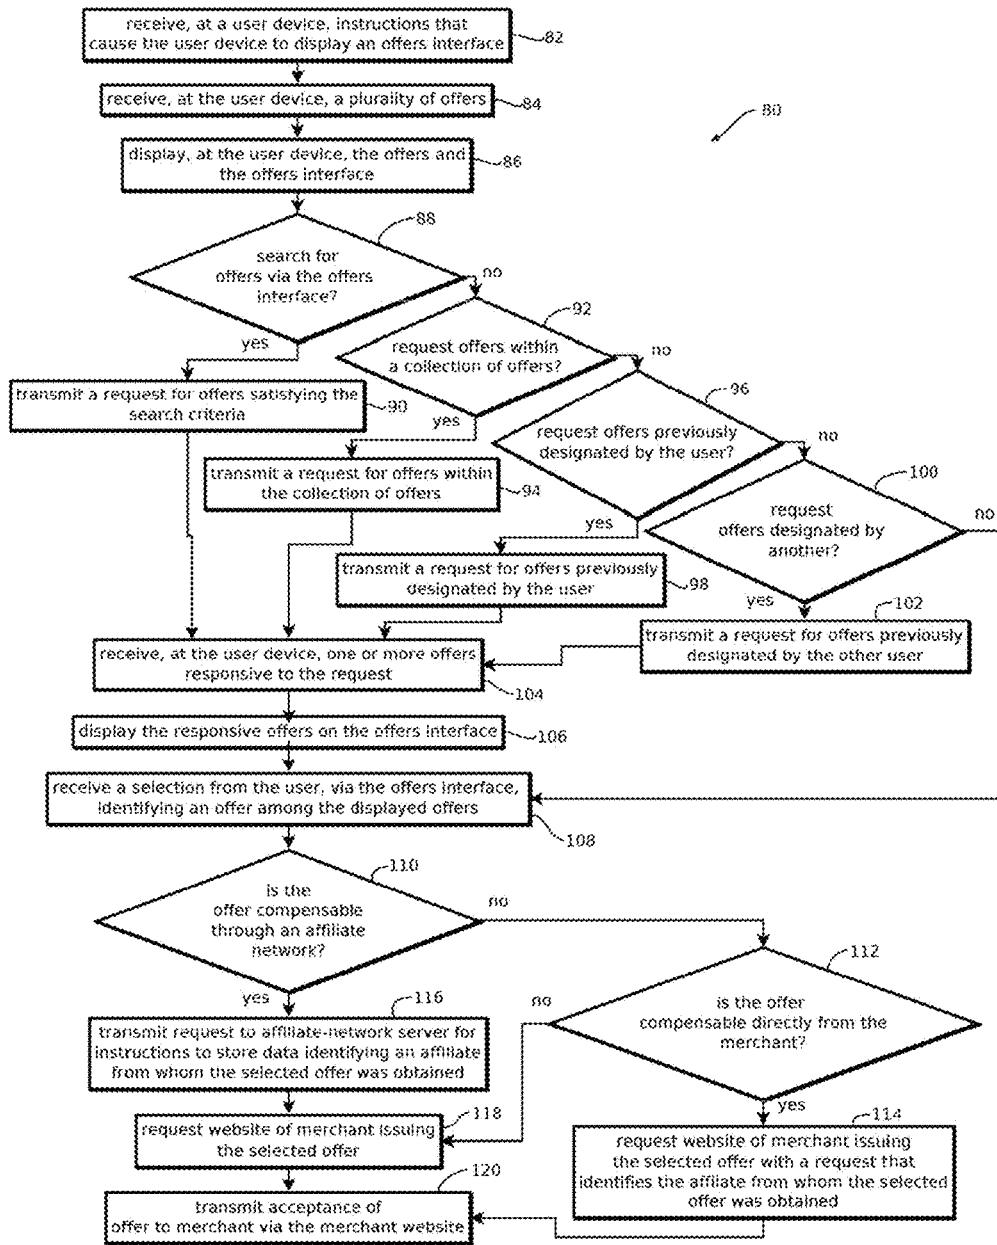 receive, at a user device, instructions that
cause the user device to display an offers interface
82
receive, at the user device, a plurality of offers
84
80
display, at the user device, the offers and
the offers interface
86
88
search for
offers via the offers
interface?
no
yes
92
request offers within
a collection of offers?
no
yes
transmit a request for offers satisfying the
search criteria
90
96
request offers previously
designated by the user?
no
yes
transmit a request for offers within
the collection of offers
94
100
request
offers designated by
another?
no
yes
transmit a request for offers previously
designated by the user
98
102
transmit a request for offers previously
designated by the other user
receive, at the user device, one or more offers
responsive to the request
104
display the responsive offers on the offers interface
106
receive a selection from the user, via the offers interface,
identifying an offer among the displayed offers
108
110
is the
offer compensable
through an affiliate
network?
no
yes
112
is the offer
compensable directly from the
merchant?
no
yes
116
transmit request to affiliate-network server for
instructions to store data identifying an affiliate
from whom the selected offer was obtained
118
request website of merchant issuing
the selected offer
114
request website of merchant issuing
the selected offer with a request that
identifies the affliate from whom the selected
offer was obtained
120
transmit acceptance of
offer to merchant via the merchant website